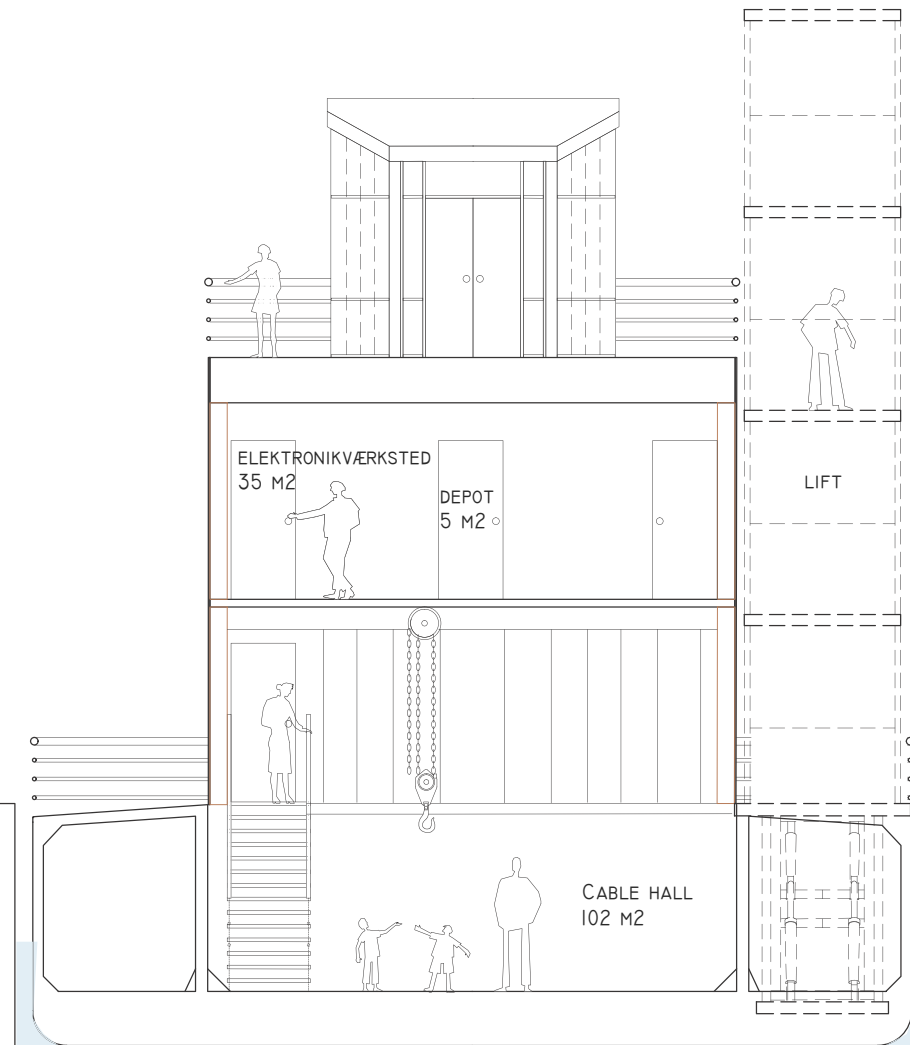 ELEKTRONIKVÆRKSTED
35 M2
DEPOT
5 M2
LIFT
CABLE HALL
102 M2